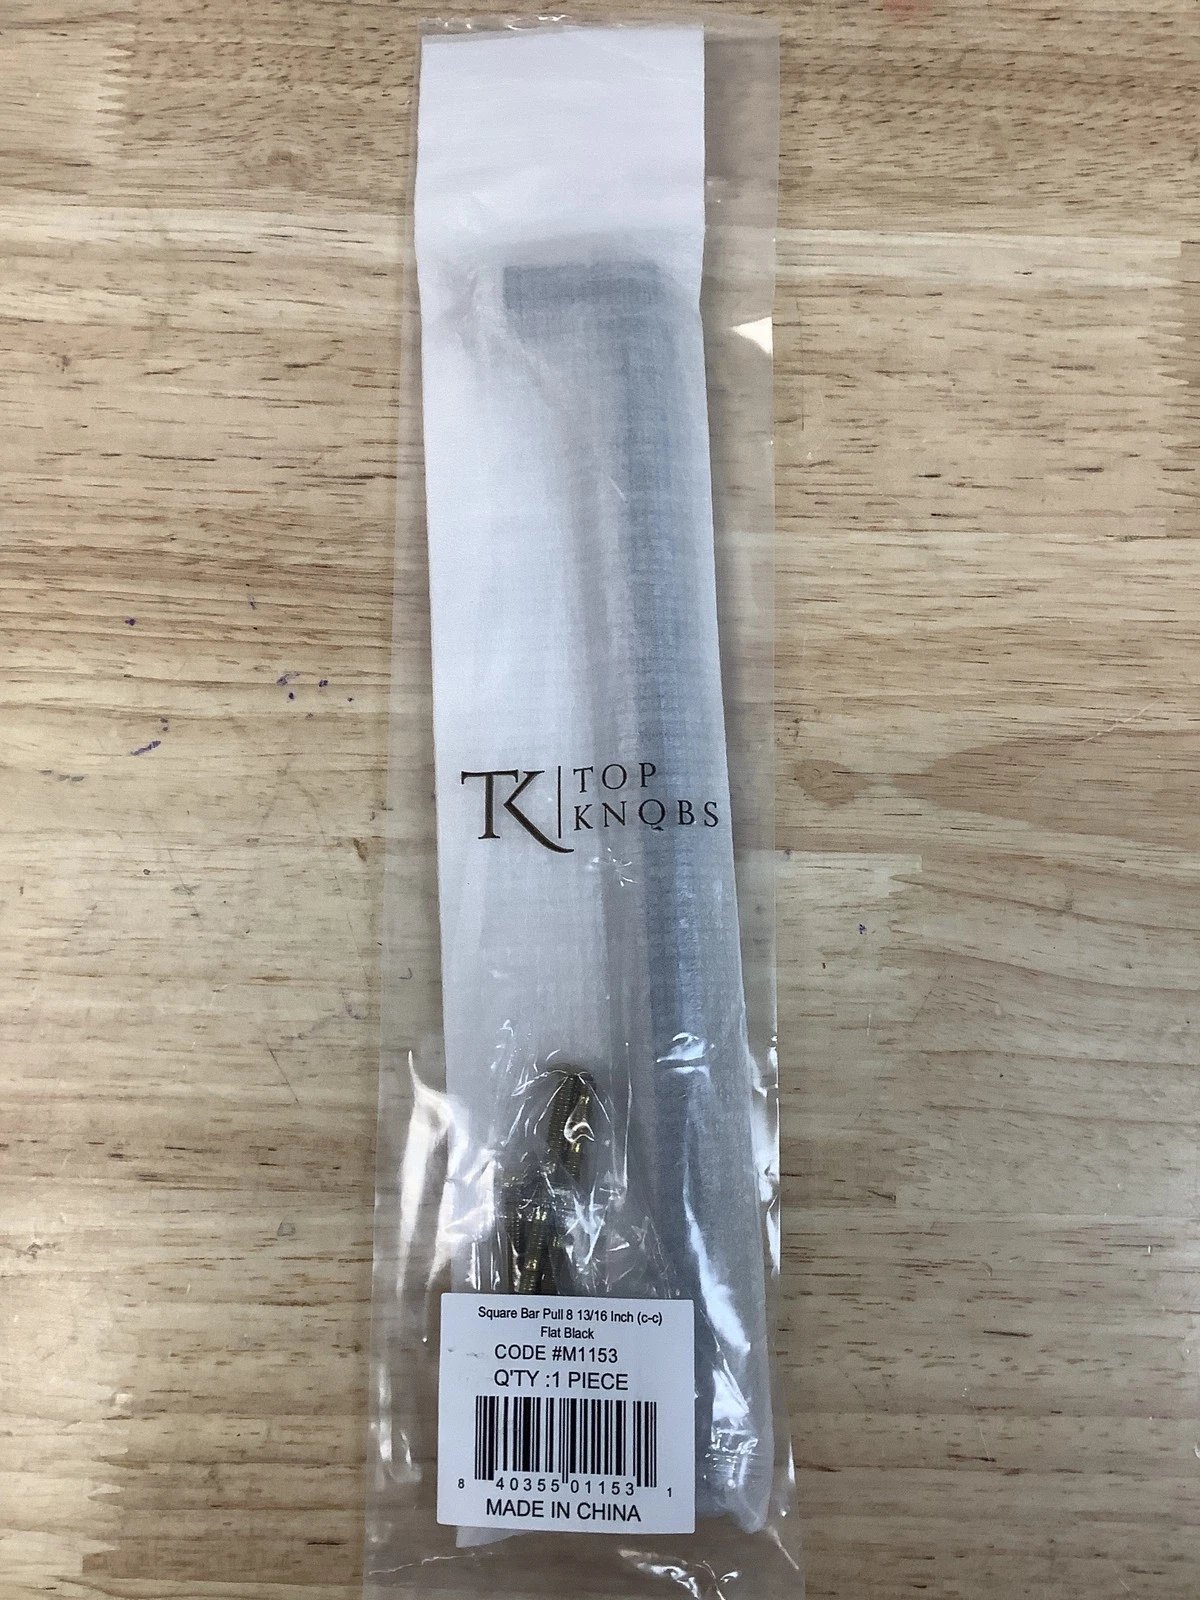 TK TOP
KNOBS
Square Bar Pull 8 13/16 Inch (c-c)
Flat Black
CODE #M1153
Q'TY :1 PIECE
8 40355 01153 1
MADE IN CHINA